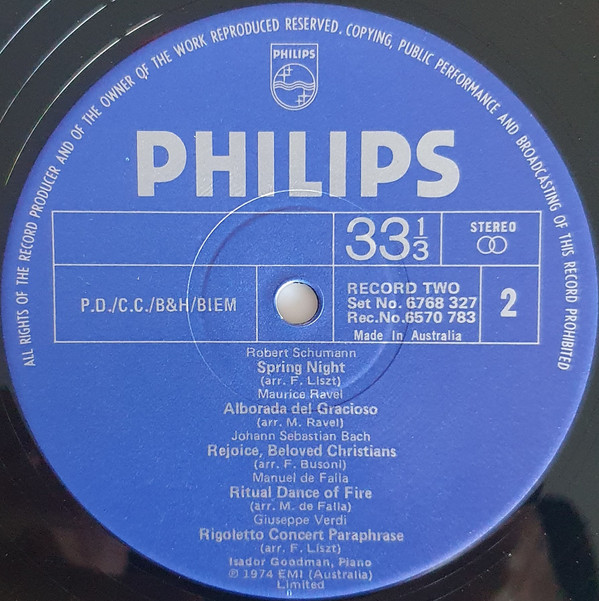 ALL RIGHTS OF THE RECORD PRODUCER AND OF THE OWNER OF THE WORK REPRODUCED RESERVED. COPYING, PUBLIC PERFORMANCE AND BROADCASTING OF THIS RECORD PROHIBITED
PHILIPS
PHILIPS
33 1/3
STEREO
P.D./C.C./B&H/BIEM
RECORD TWO
Set No. 6768 327
Rec.No.6570 783
2
Made In Australia
Robert Schumann
Spring Night
(arr. F. Liszt)
Maurice Ravel
Alborada del Gracioso
(arr. M. Ravel)
Johann Sebastian Bach
Rejoice, Beloved Christians
(arr. F. Busoni)
Manuel de Falla
Ritual Dance of Fire
(arr. M. de Falla)
Giuseppe Verdi
Rigoletto Concert Paraphrase
(arr. F. Liszt)
Isador Goodman, Piano
℗ 1974 EMI (Australia)
Limited